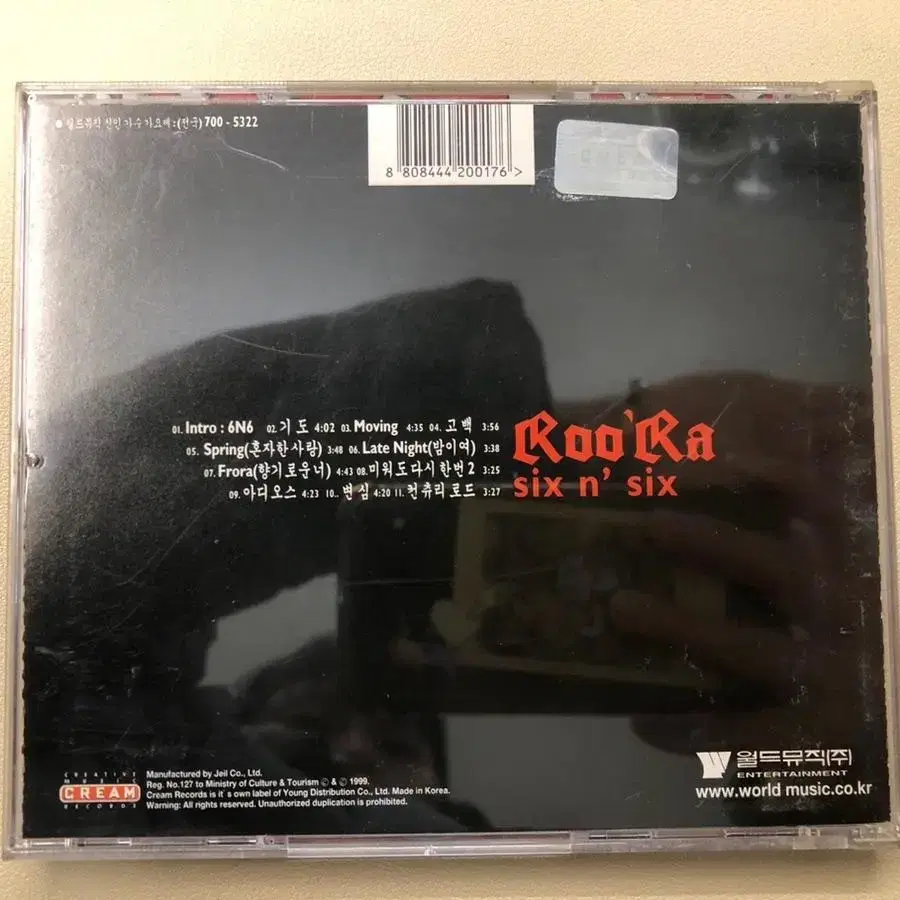 ● 월드뮤직 신인 가수 가요제 : (전국) 700 - 5322
8 808444 200176 >
01. Intro : 6N6 02. 기 도 4:02 03. Moving 4:35 04. 고 백 3:56
05. Spring(혼자한 사랑) 3:48 06. Late Night(밤이여) 3:38
07. Frora(향기로운 너) 4:43 08. 미워도 다시 한번 2 3:25
09. 아디오스 4:23 10.. 변 심 4:20 11. 컨츄리 로드 3:27
Roo'Ra
six n' six
CREATIVE
MUSIC
CREAM
RECORDS
Manufactured by Jeil Co., Ltd.
Reg. No.127 to Ministry of Culture & Tourism ⓒ & ⓟ 1999.
Cream Records is it`s own label of Young Distribution Co., Ltd. Made in Korea.
Warning: All rights reserved. Unauthorized duplication is prohibited.
월드뮤직(주)
ENTERTAINMENT
www.world music.co.kr